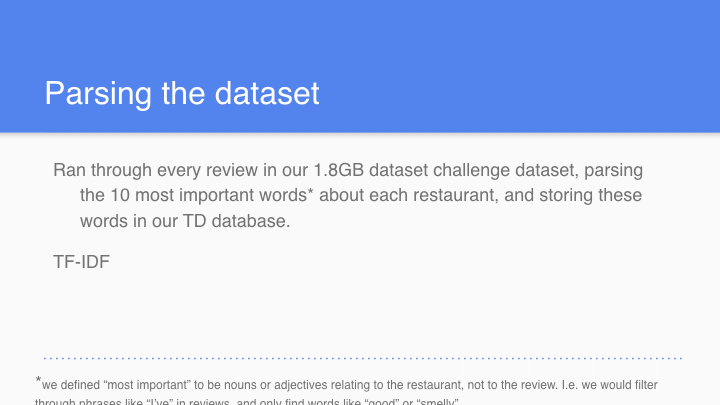 Parsing the dataset
Ran through every review in our 1.8GB dataset challenge dataset, parsing
the 10 most important words* about each restaurant, and storing these
words in our TD database.
TF-IDF
*we defined “most important” to be nouns or adjectives relating to the restaurant, not to the review. I.e. we would filter
through phrases like “I’ve” in reviews, and only find words like “good” or “smelly”